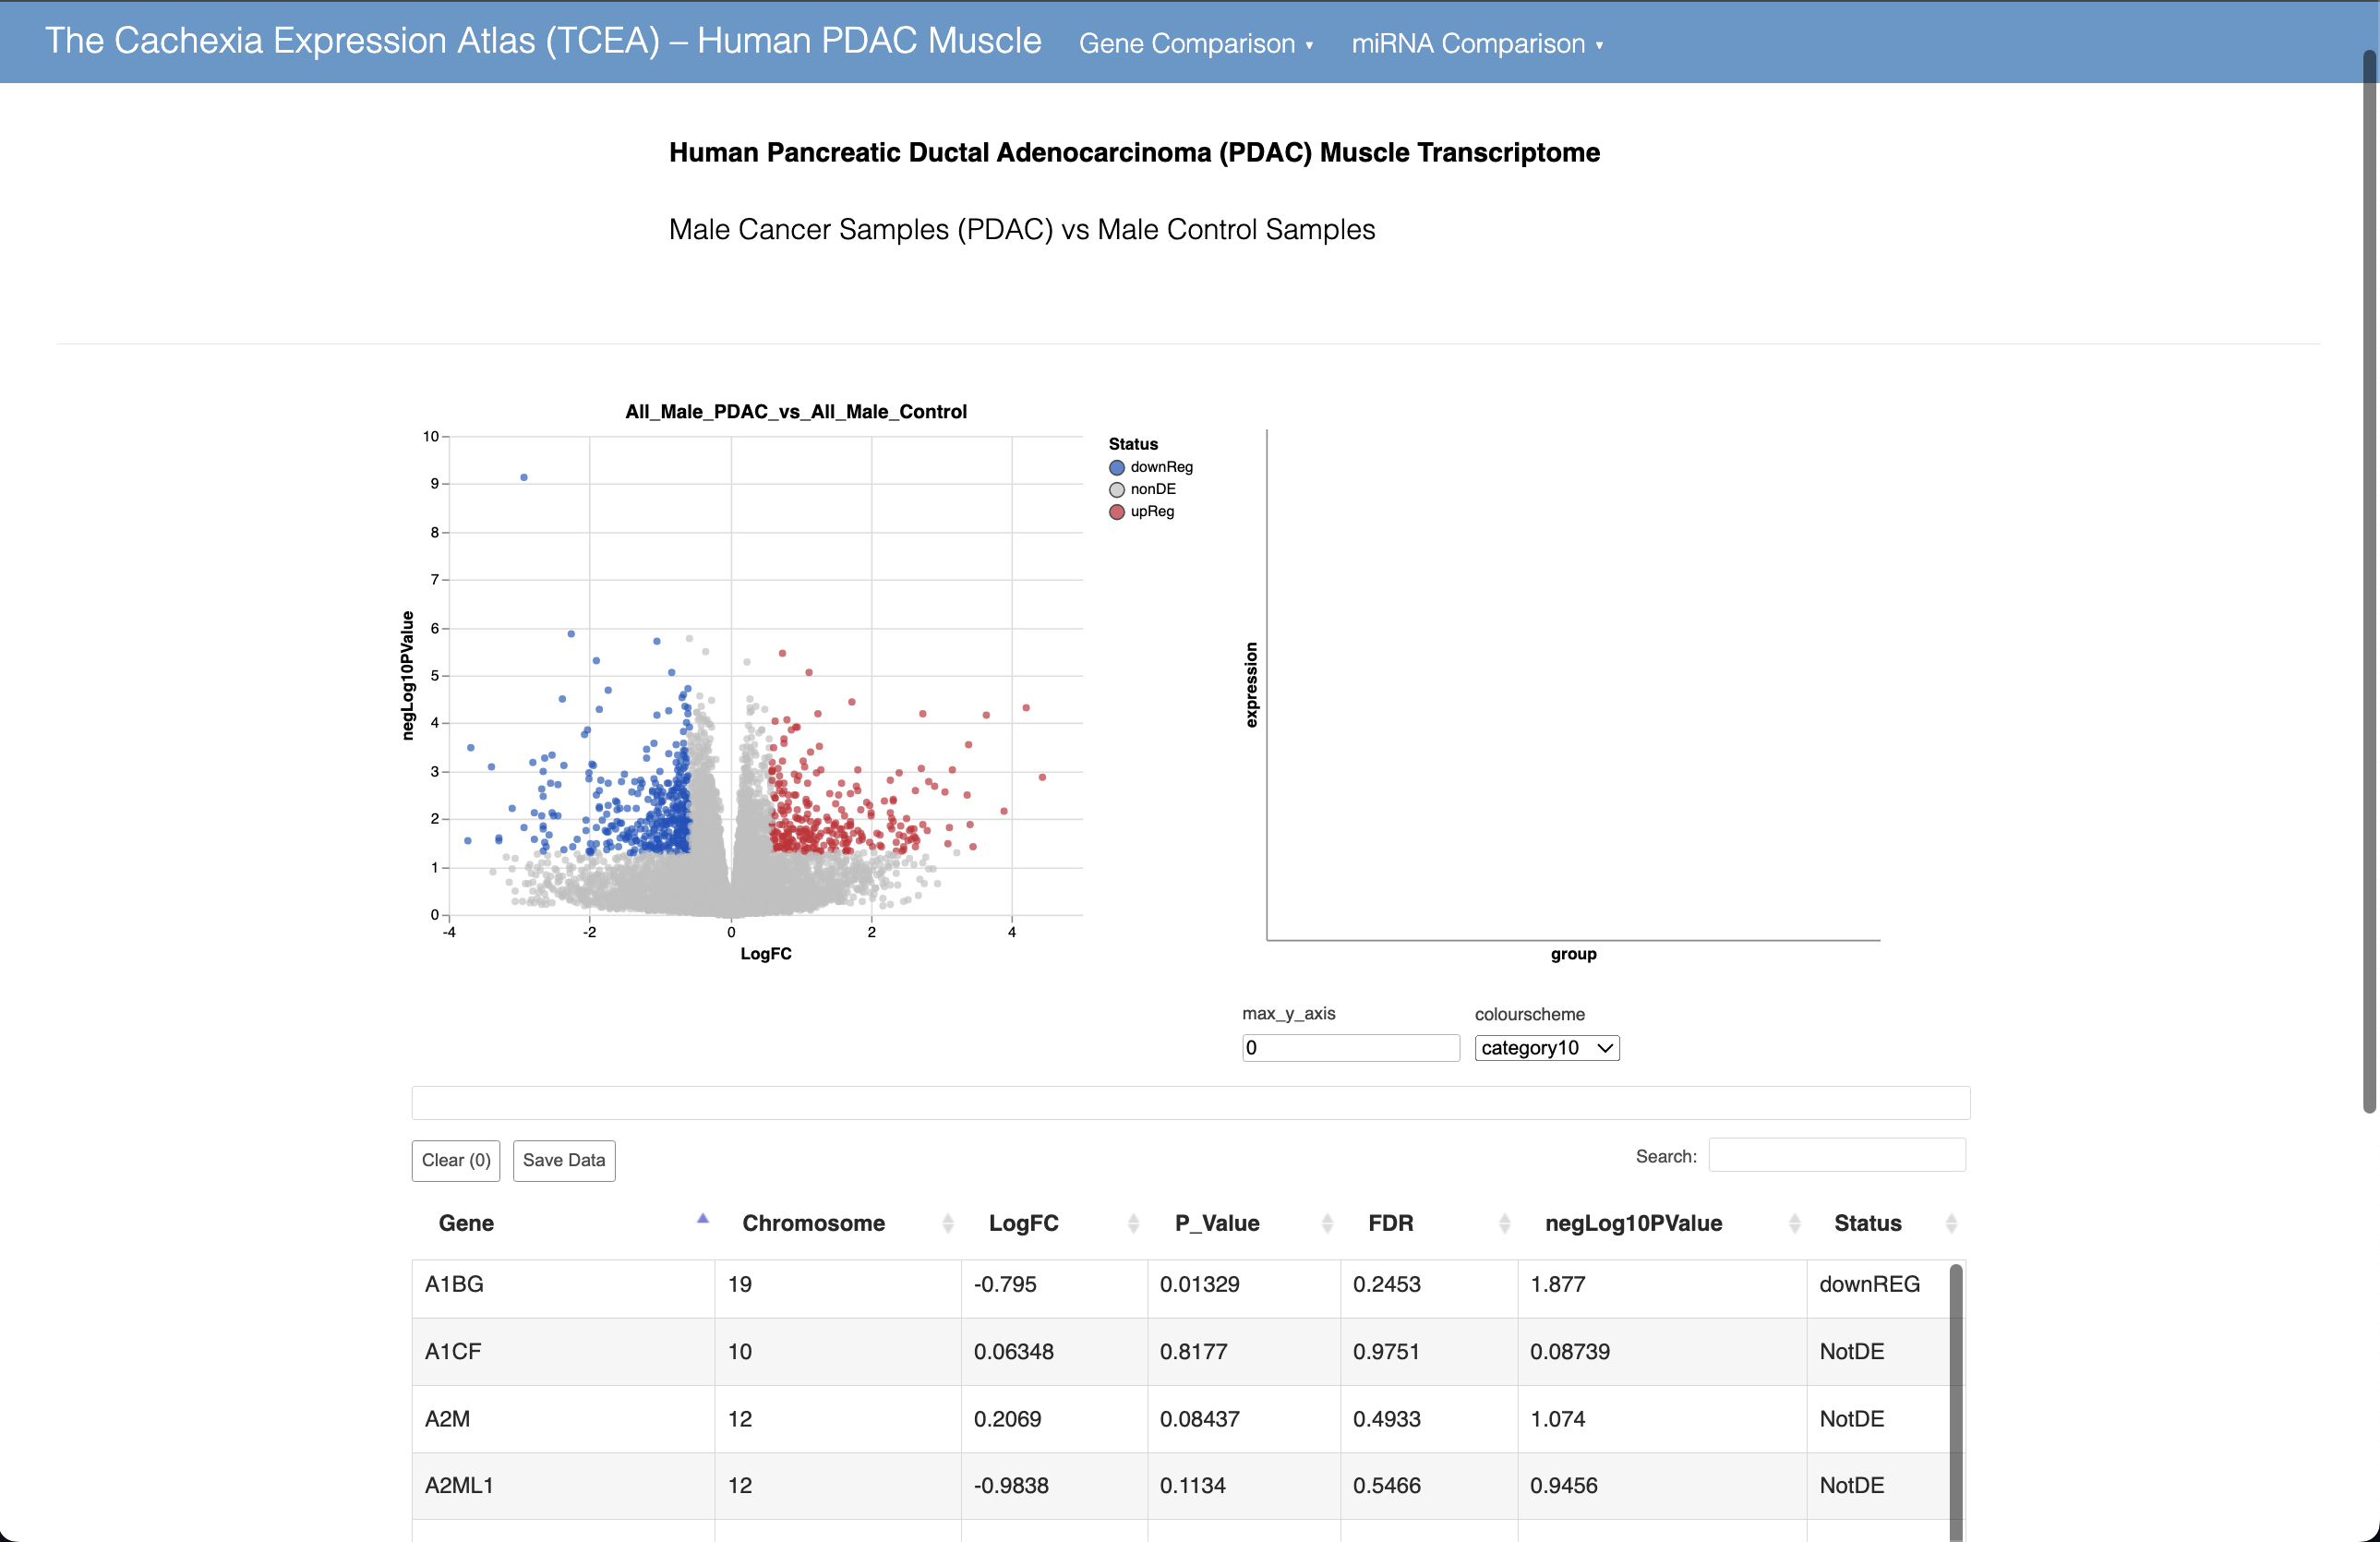 The Cachexia Expression Atlas (TCEA) – Human PDAC Muscle Gene Comparison ▾ miRNA Comparison ▾
Human Pancreatic Ductal Adenocarcinoma (PDAC) Muscle Transcriptome
Male Cancer Samples (PDAC) vs Male Control Samples
All_Male_PDAC_vs_All_Male_Control
10
9
8
7
6
5
4
3
2
1
0
negLog10PValue
-4 -2 0 2 4
LogFC
Status
downReg
nonDE
upReg
expression
group
max_y_axis colourscheme
0 category10
Clear (0) Save Data Search:
Gene Chromosome LogFC P_Value FDR negLog10PValue Status
A1BG 19 -0.795 0.01329 0.2453 1.877 downREG
A1CF 10 0.06348 0.8177 0.9751 0.08739 NotDE
A2M 12 0.2069 0.08437 0.4933 1.074 NotDE
A2ML1 12 -0.9838 0.1134 0.5466 0.9456 NotDE